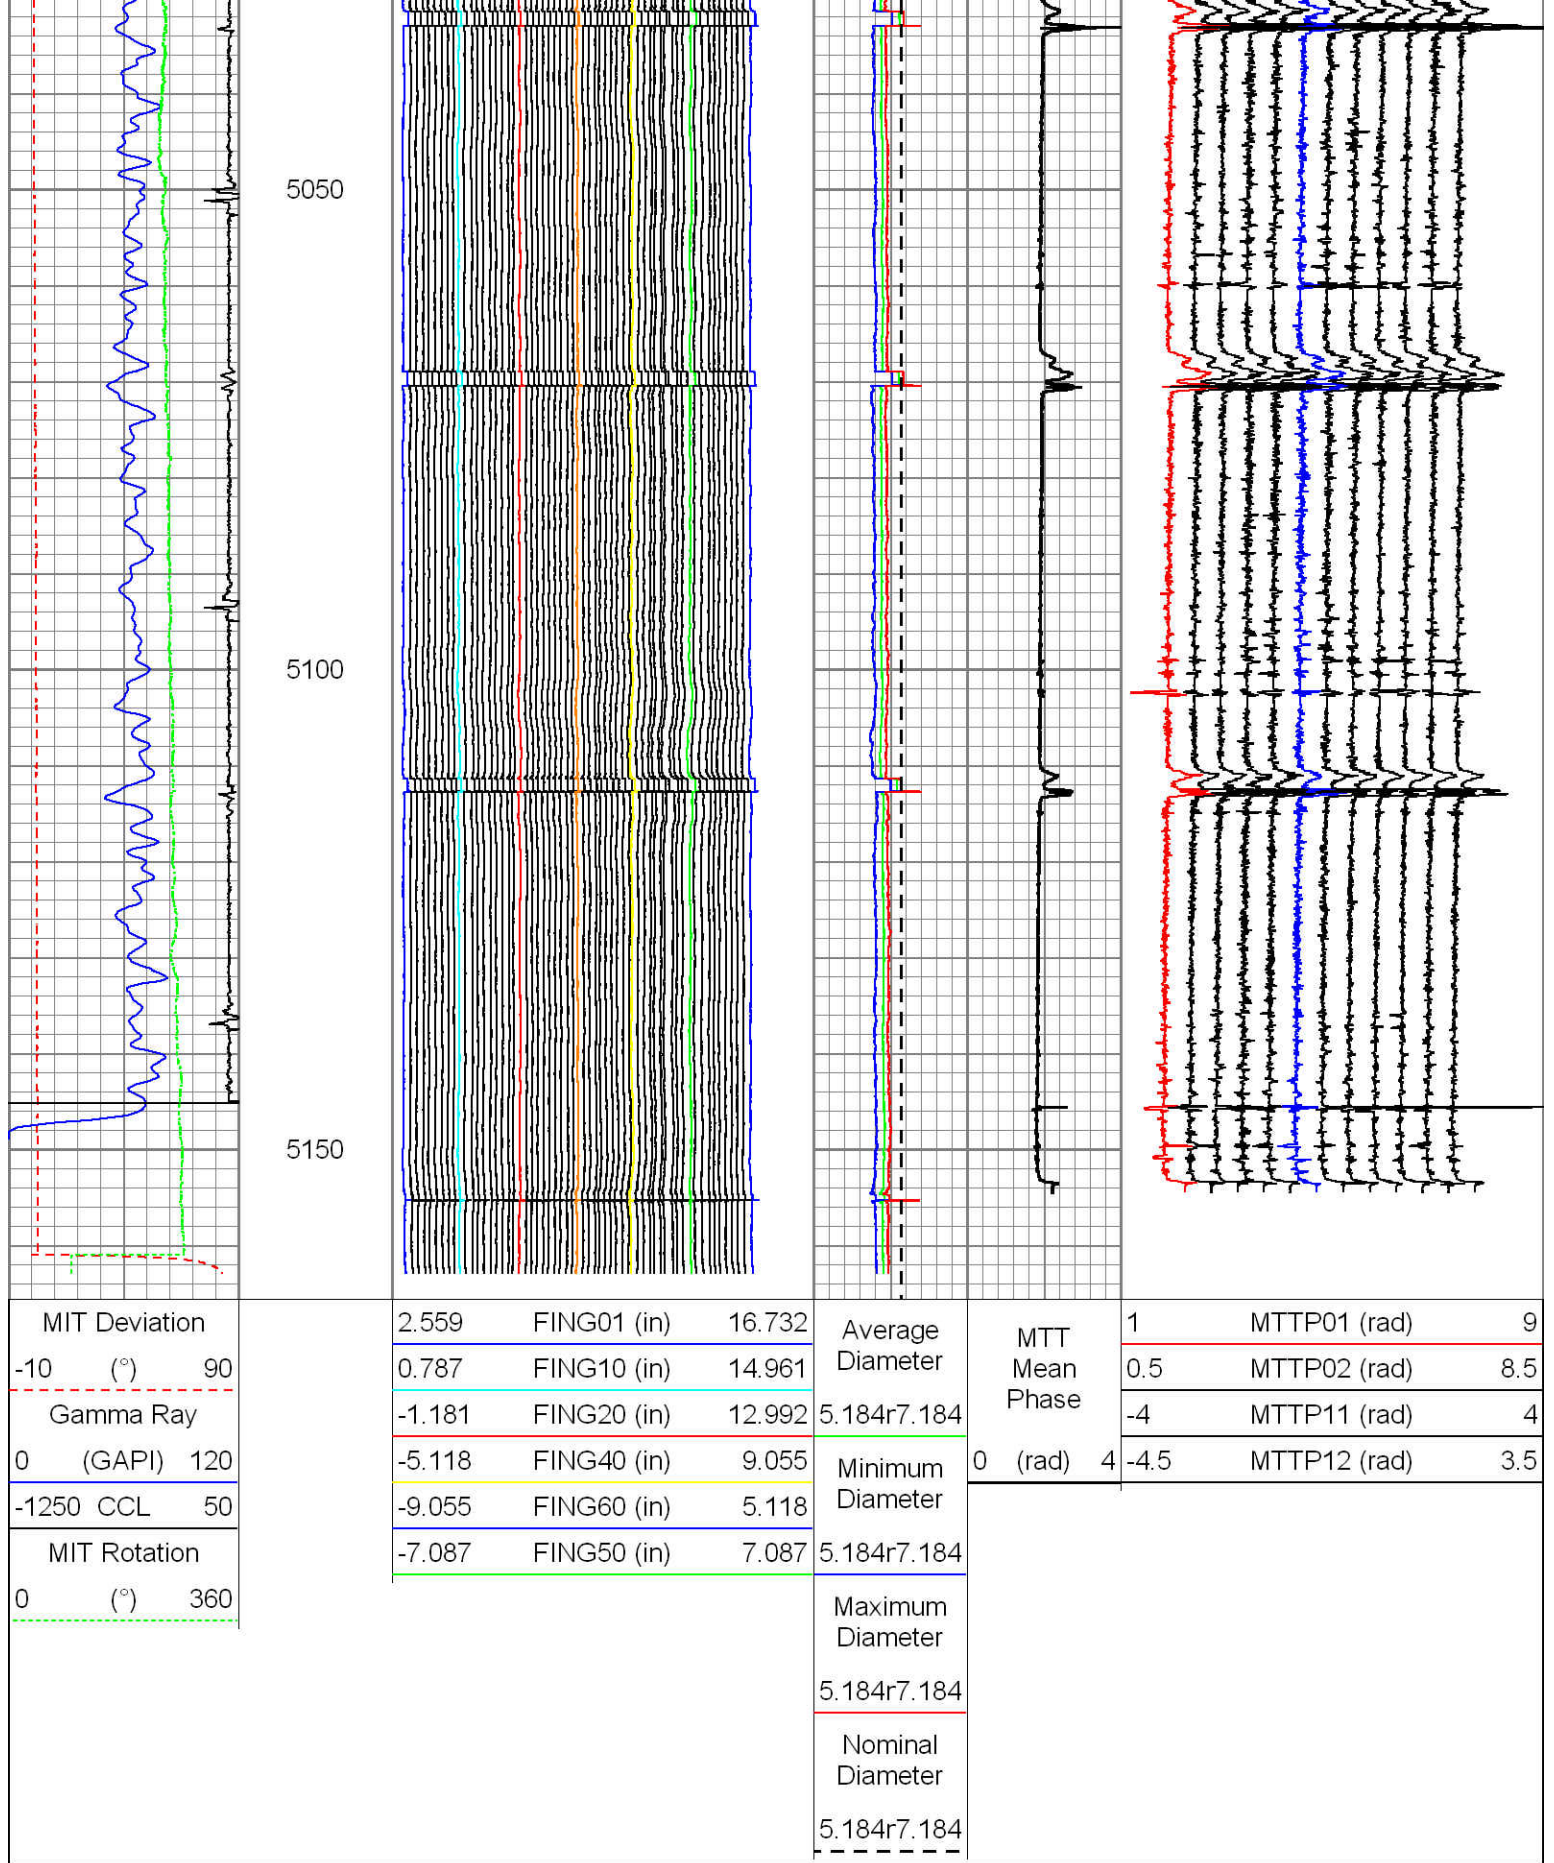 5050
5100
5150
MIT Deviation
-10 (°) 90
Gamma Ray
0 (GAPI) 120
-1250 CCL 50
MIT Rotation
0 (°) 360
2.559 FING01 (in) 16.732
0.787 FING10 (in) 14.961
-1.181 FING20 (in) 12.992
-5.118 FING40 (in) 9.055
-9.055 FING60 (in) 5.118
-7.087 FING50 (in) 7.087
Average
Diameter
5.184r7.184
Minimum
Diameter
5.184r7.184
Maximum
Diameter
5.184r7.184
Nominal
Diameter
5.184r7.184
MTT
Mean
Phase
0 (rad) 4
1 MTTP01 (rad) 9
0.5 MTTP02 (rad) 8.5
-4 MTTP11 (rad) 4
-4.5 MTTP12 (rad) 3.5